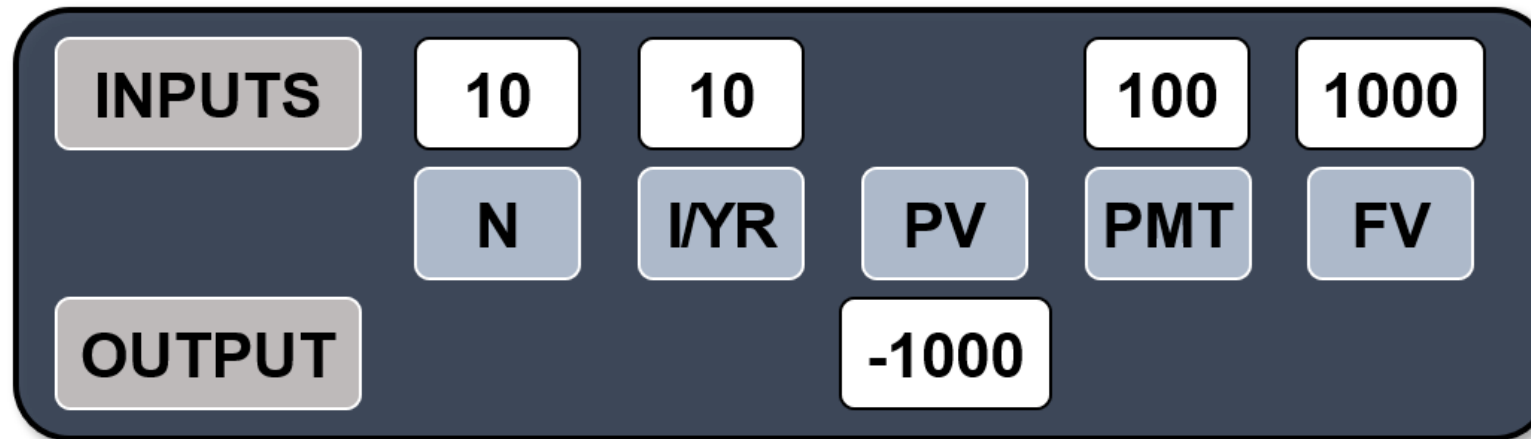 INPUTS 10 10 100 1000
N I/YR PV PMT FV
OUTPUT -1000